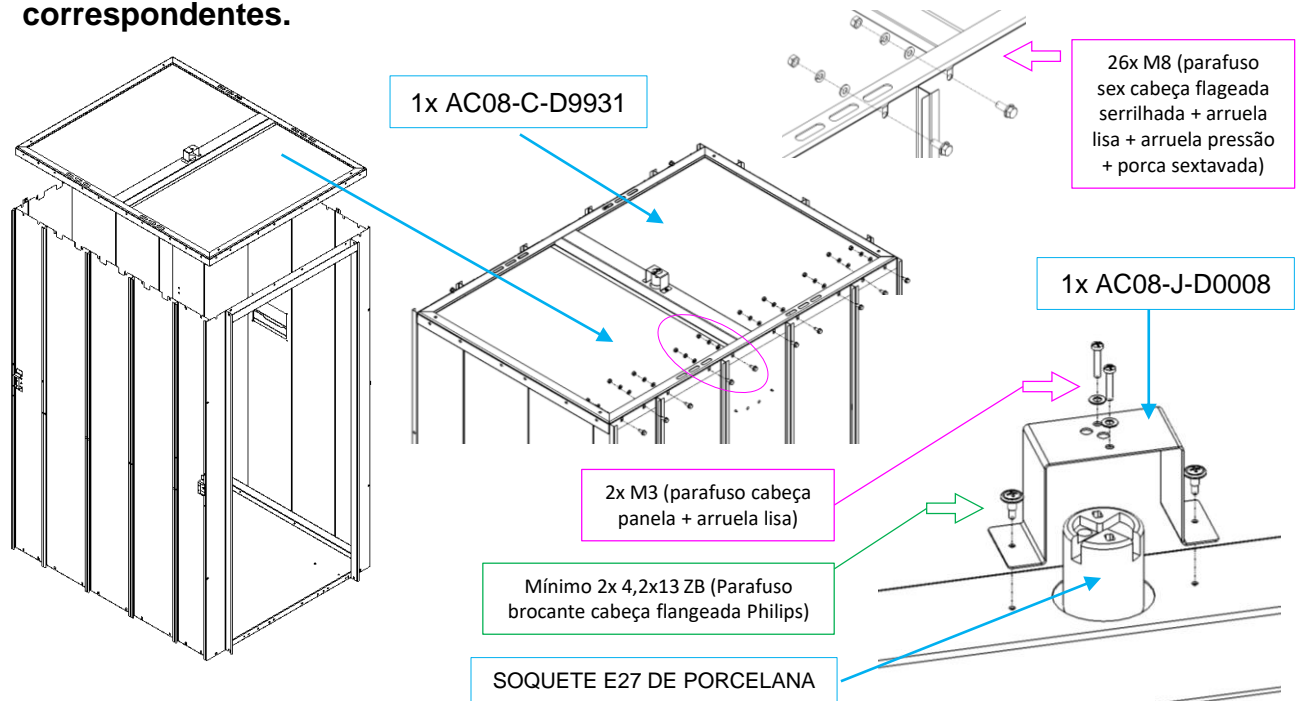 correspondentes.
1x AC08-C-D9931
26x M8 (parafuso
sex cabeça flageada
serrilhada + arruela
lisa + arruela pressão
+ porca sextavada)
1x AC08-J-D0008
2x M3 (parafuso cabeça
panela + arruela lisa)
Mínimo 2x 4,2x13 ZB (Parafuso
brocante cabeça flangeada Philips)
SOQUETE E27 DE PORCELANA